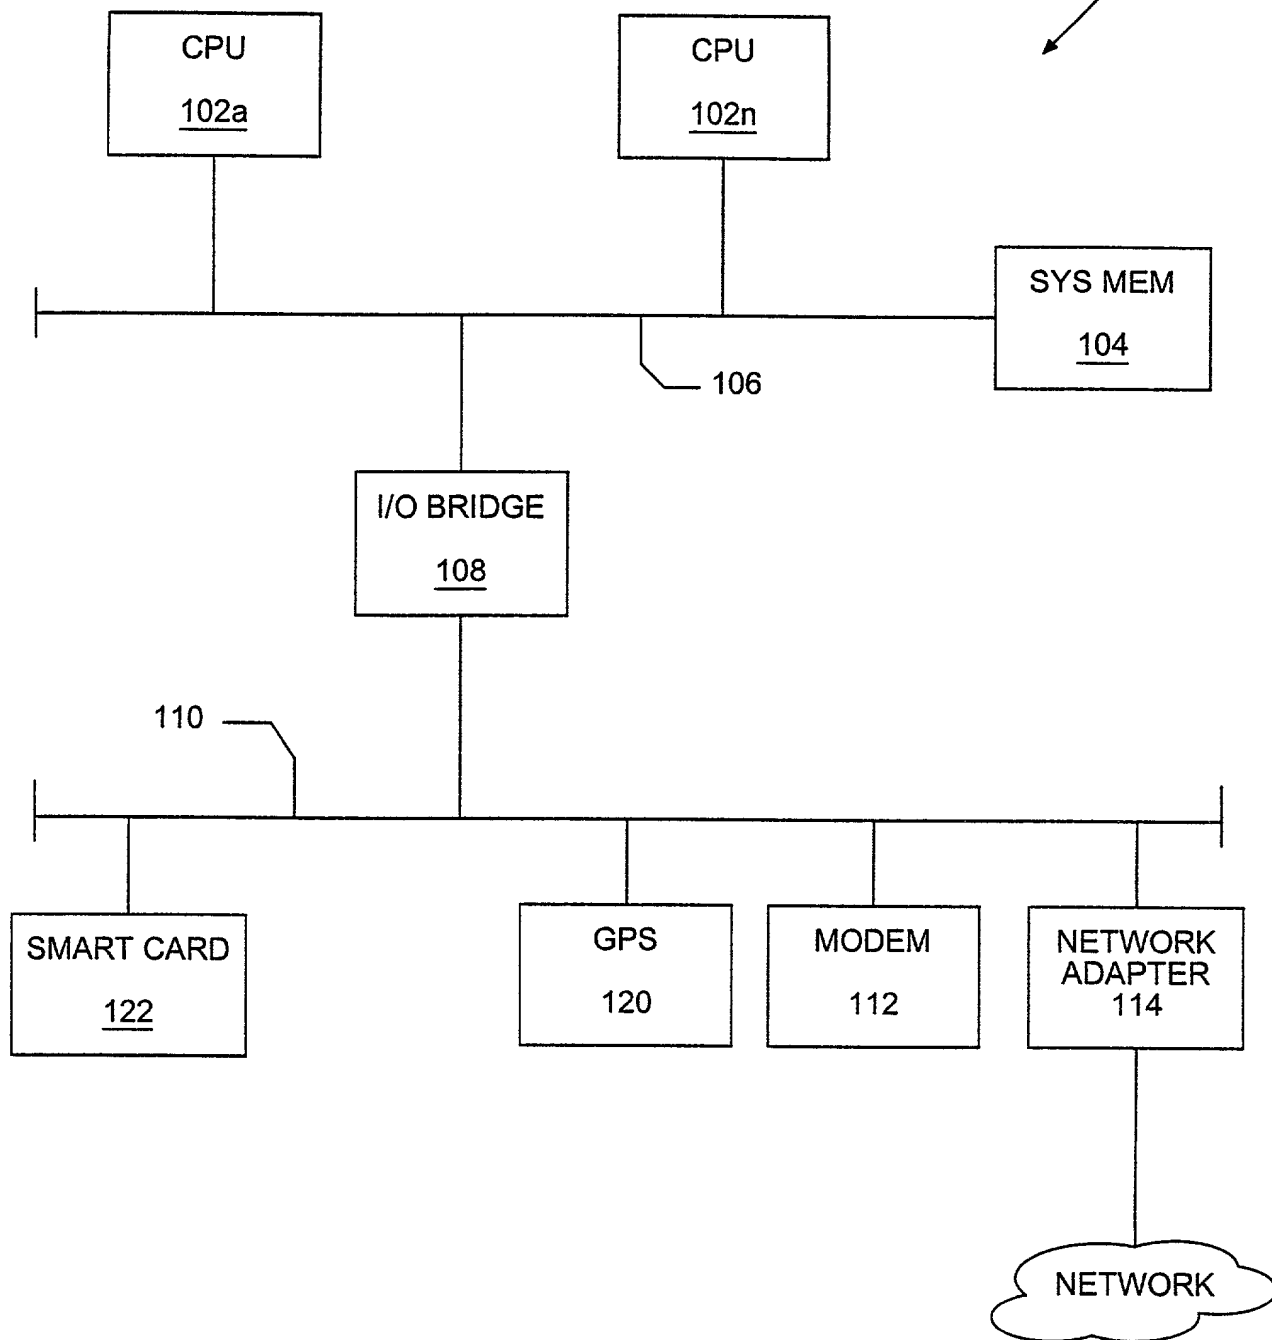 CPU
102a
CPU
102n
SYS MEM
104
106
I/O BRIDGE
108
110
SMART CARD
122
GPS
120
MODEM
112
NETWORK
ADAPTER
114
NETWORK